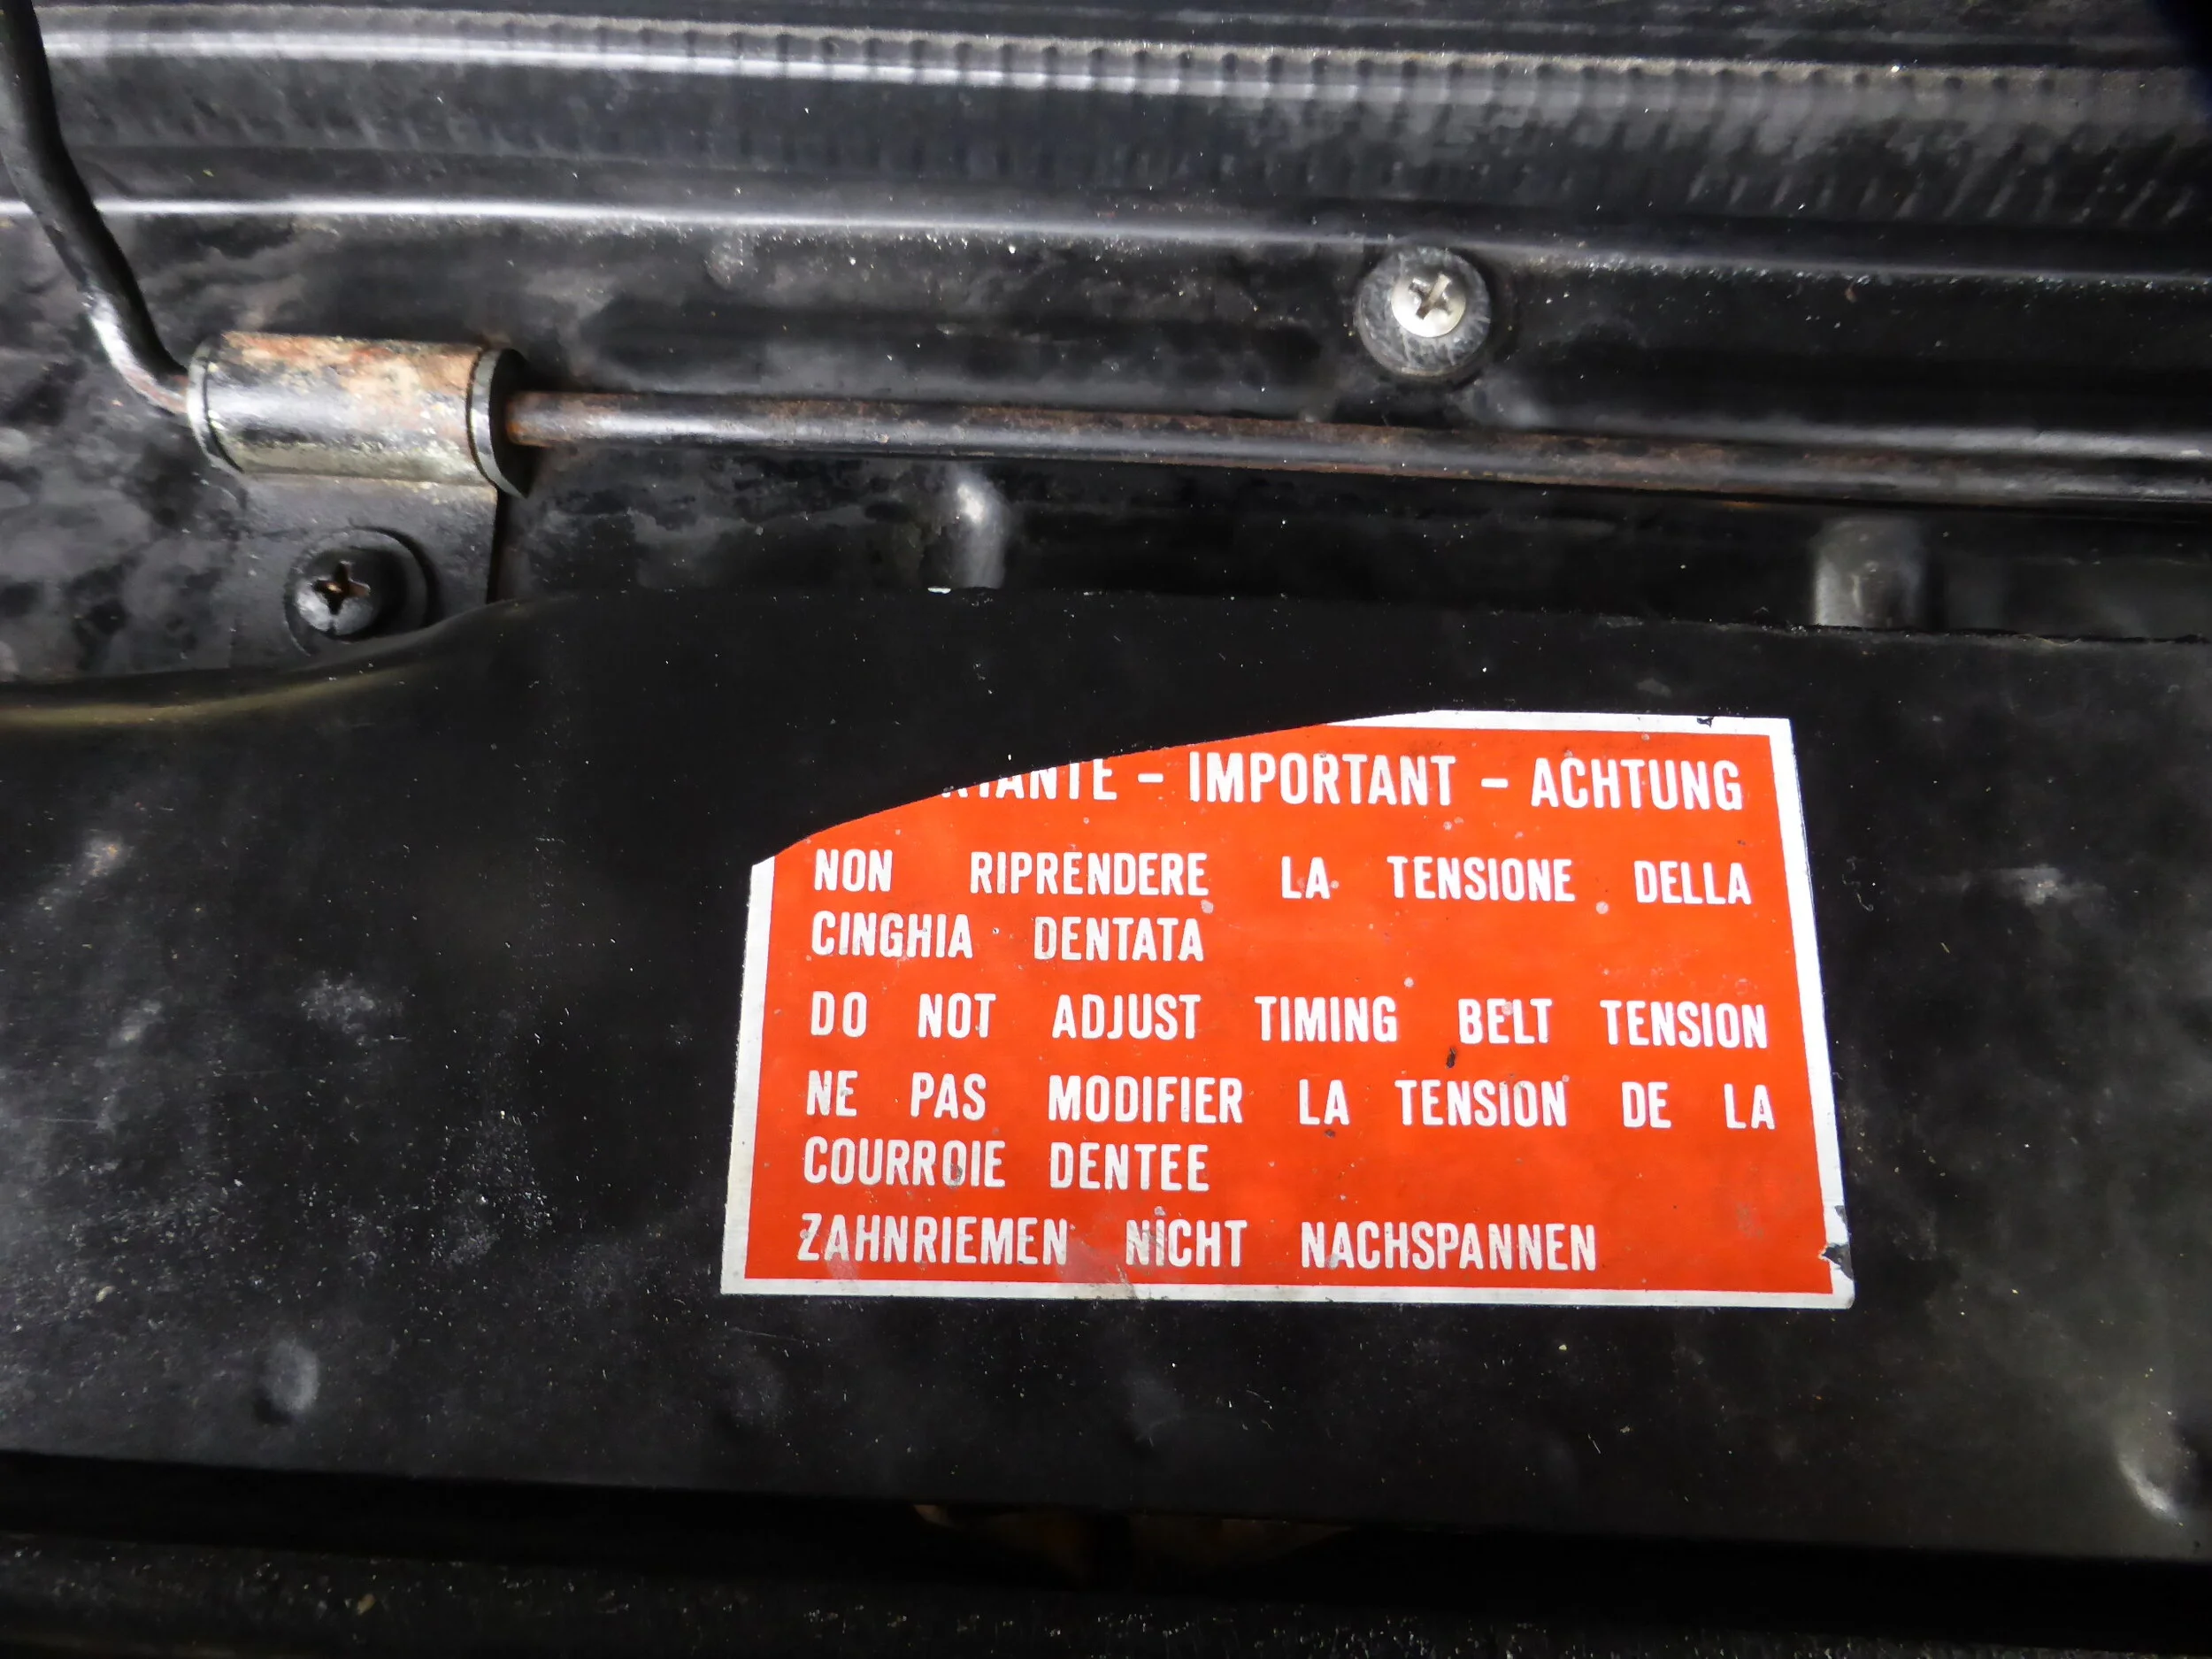 - IMPORTANT - ACHTUNG
NON RIPRENDERE LA TENSIONE DELLA
CINGHIA DENTATA
DO NOT ADJUST TIMING BELT TENSION
NE PAS MODIFIER LA TENSION DE LA
COURROIE DENTEE
ZAHNRIEMEN NICHT NACHSPANNEN